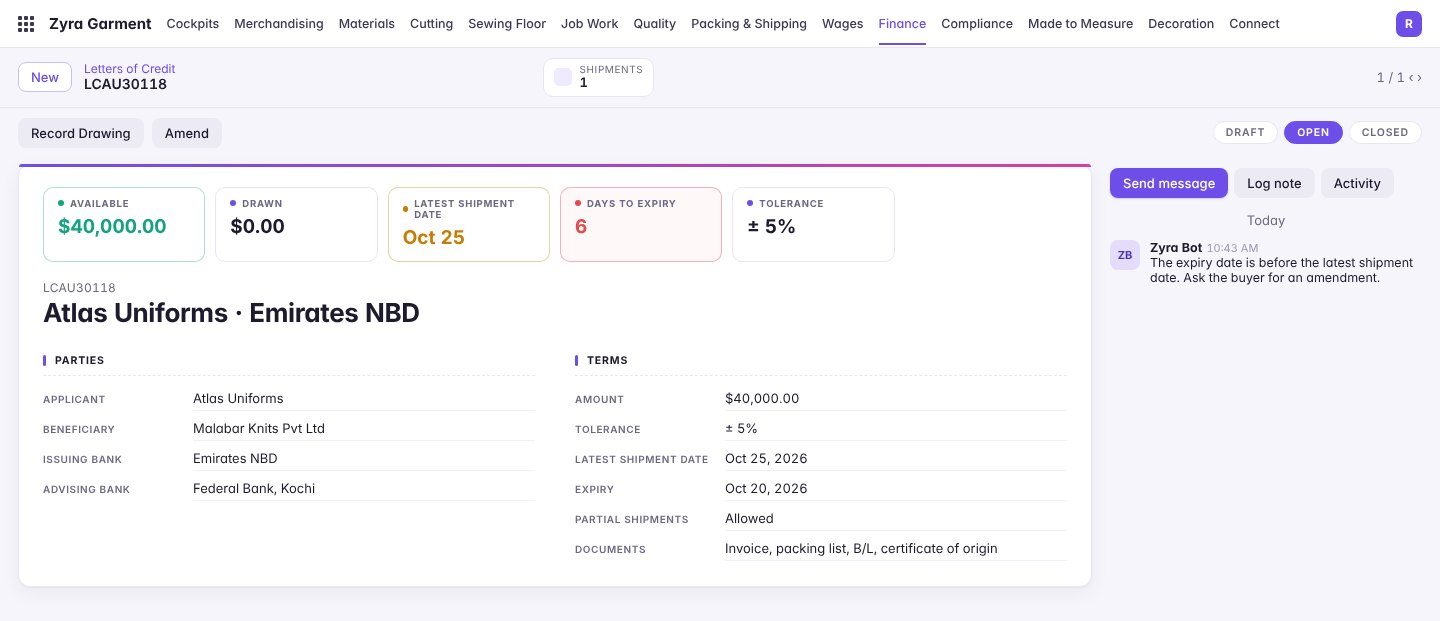 Zyra Garment Cockpits Merchandising Materials Cutting Sewing Floor Job Work Quality Packing & Shipping Wages Finance Compliance Made to Measure Decoration Connect R
New
Letters of Credit
LCAU30118
SHIPMENTS
1
1 / 1 ‹ ›
Record Drawing Amend
DRAFT OPEN CLOSED
AVAILABLE
$40,000.00
DRAWN
$0.00
LATEST SHIPMENT
DATE
Oct 25
DAYS TO EXPIRY
6
TOLERANCE
± 5%
LCAU30118
Atlas Uniforms · Emirates NBD
PARTIES
APPLICANT Atlas Uniforms
BENEFICIARY Malabar Knits Pvt Ltd
ISSUING BANK Emirates NBD
ADVISING BANK Federal Bank, Kochi
TERMS
AMOUNT $40,000.00
TOLERANCE ± 5%
LATEST SHIPMENT DATE Oct 25, 2026
EXPIRY Oct 20, 2026
PARTIAL SHIPMENTS Allowed
DOCUMENTS Invoice, packing list, B/L, certificate of origin
Send message Log note Activity
Today
ZB
Zyra Bot 10:43 AM
The expiry date is before the latest shipment
date. Ask the buyer for an amendment.